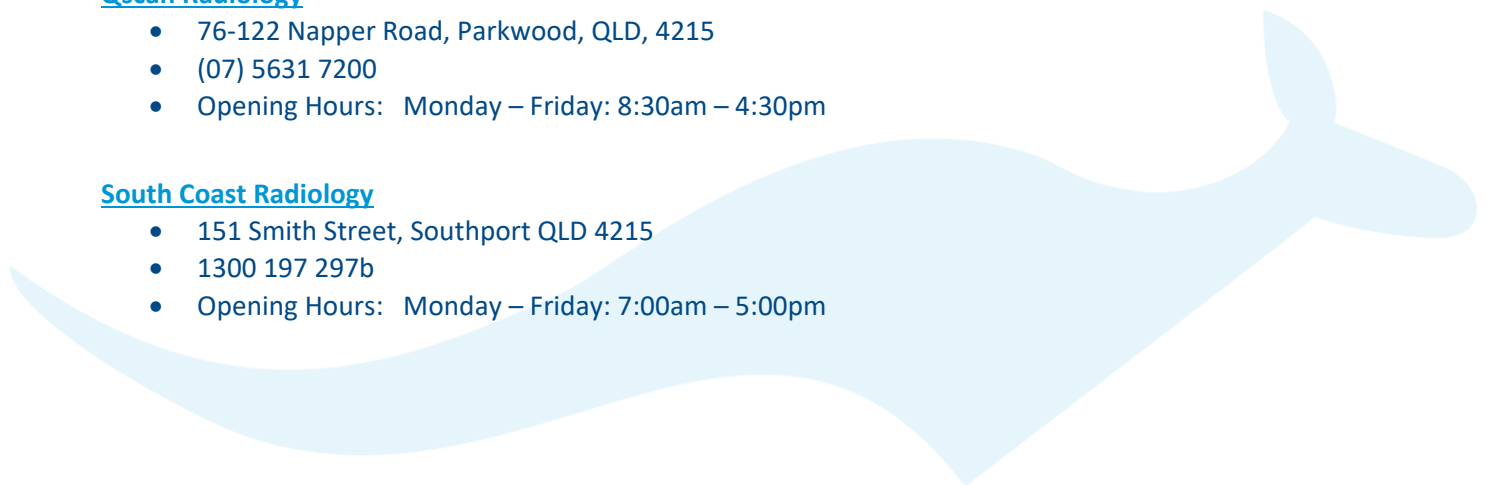 Qscan Radiology
• 76-122 Napper Road, Parkwood, QLD, 4215
• (07) 5631 7200
• Opening Hours: Monday – Friday: 8:30am – 4:30pm
South Coast Radiology
• 151 Smith Street, Southport QLD 4215
• 1300 197 297b
• Opening Hours: Monday – Friday: 7:00am – 5:00pm